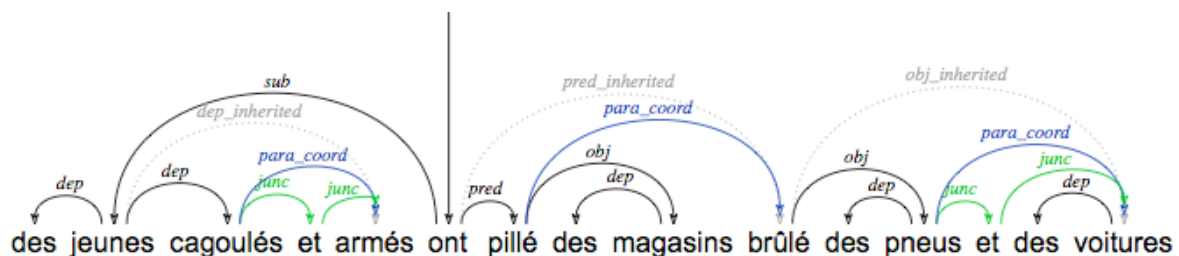 sub
pred_inherited
obj_inherited
dep_inherited
para_coord
para_coord
para_coord
dep
dep
junc
junc
pred
obj
dep
obj
dep
junc
junc
dep
des jeunes cagoulés et armés ont pillé des magasins brûlé des pneus et des voitures